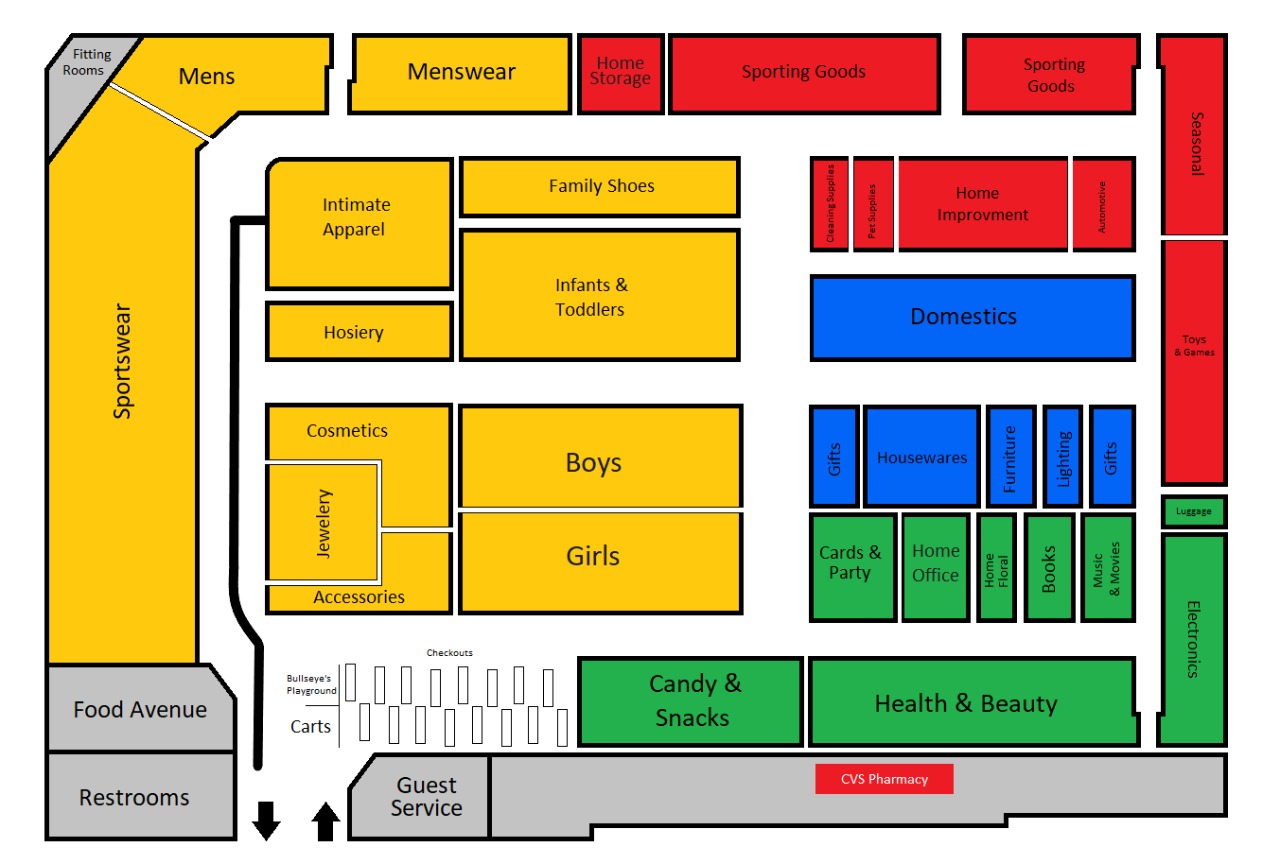 Fitting
Rooms
Mens
Menswear
Home
Storage
Sporting Goods
Sporting
Goods
Seasonal
Intimate
Apparel
Family Shoes
Cleaning Supplies
Pet Supplies
Home
Improvment
Automotive
Sportswear
Hosiery
Infants &
Toddlers
Domestics
Toys
& Games
Cosmetics
Boys
Gifts
Housewares
Furniture
Lighting
Gifts
Luggage
Jewelery
Accessories
Girls
Cards &
Party
Home
Office
Home
Floral
Books
Music
& Movies
Electronics
Food Avenue
Checkouts
Bullseye's
Playground
Carts
Candy &
Snacks
Health & Beauty
Restrooms
Guest
Service
CVS Pharmacy